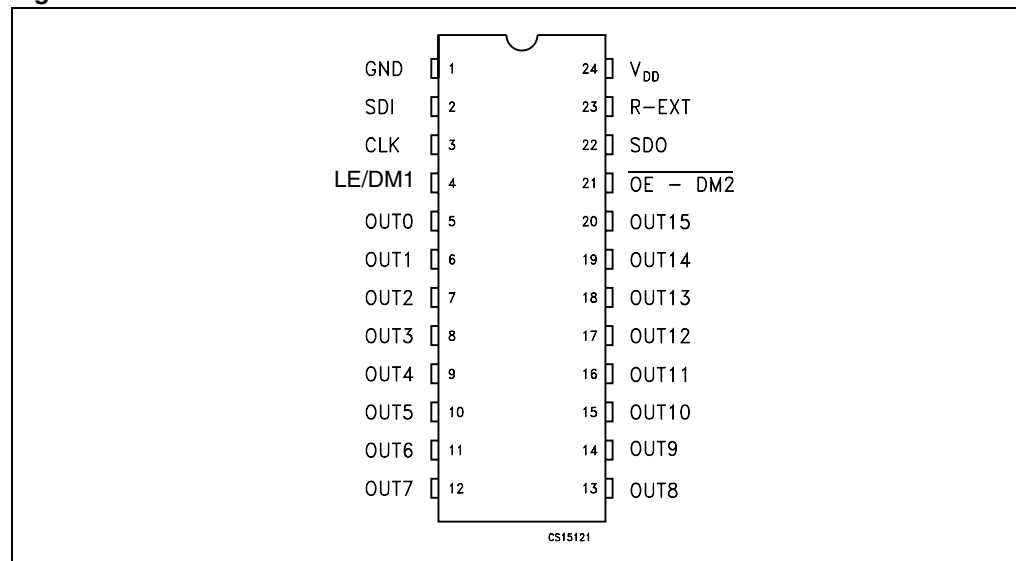 GND 1 24 VDD
SDI 2 23 R-EXT
CLK 3 22 SDO
LE/DM1 4 21 OE - DM2
OUT0 5 20 OUT15
OUT1 6 19 OUT14
OUT2 7 18 OUT13
OUT3 8 17 OUT12
OUT4 9 16 OUT11
OUT5 10 15 OUT10
OUT6 11 14 OUT9
OUT7 12 13 OUT8
CS15121